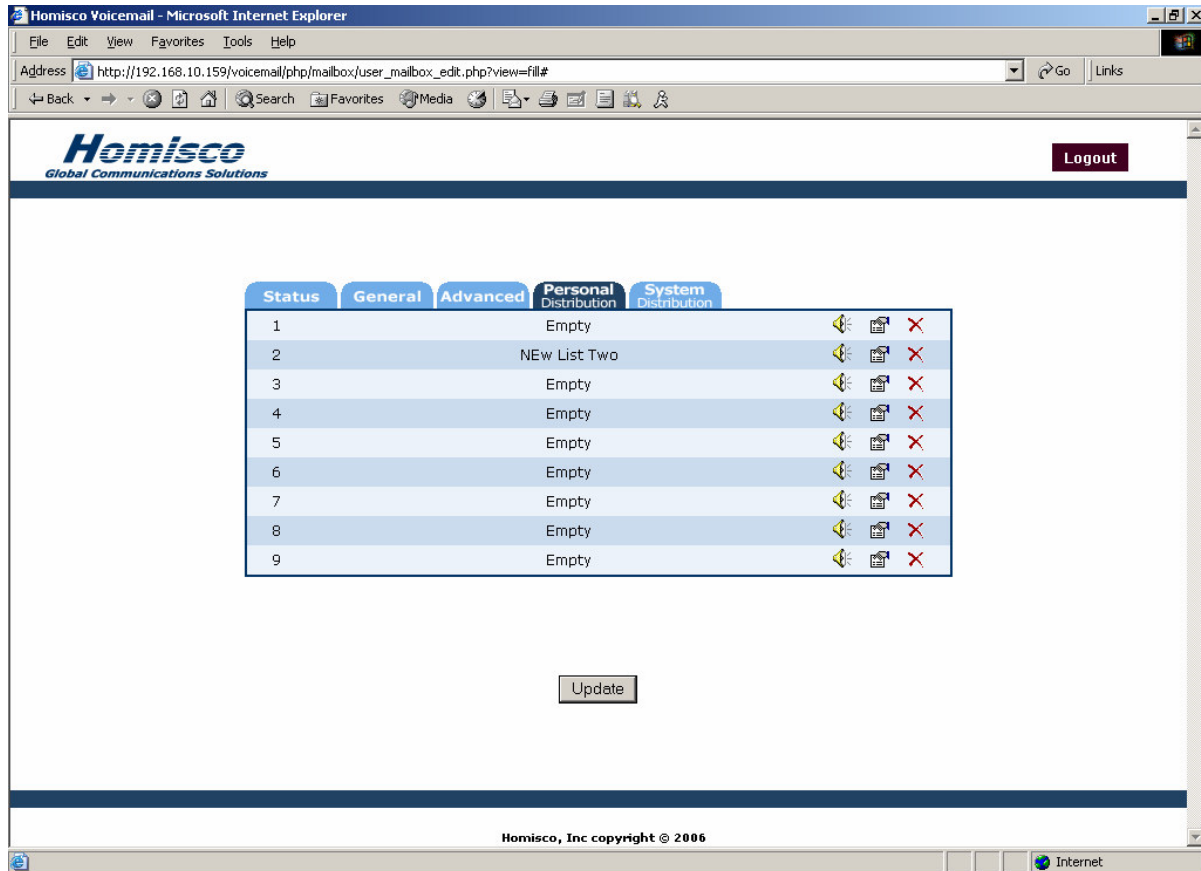 Homisco Voicemail - Microsoft Internet Explorer
File Edit View Favorites Tools Help
Address http://192.168.10.159/voicemail/php/mailbox/user_mailbox_edit.php?view=fill# Go Links
Back Search Favorites Media
Homisco
Global Communications Solutions
Logout
Status General Advanced Personal Distribution System Distribution
1 Empty
2 NEw List Two
3 Empty
4 Empty
5 Empty
6 Empty
7 Empty
8 Empty
9 Empty
Update
Homisco, Inc copyright © 2006
Internet